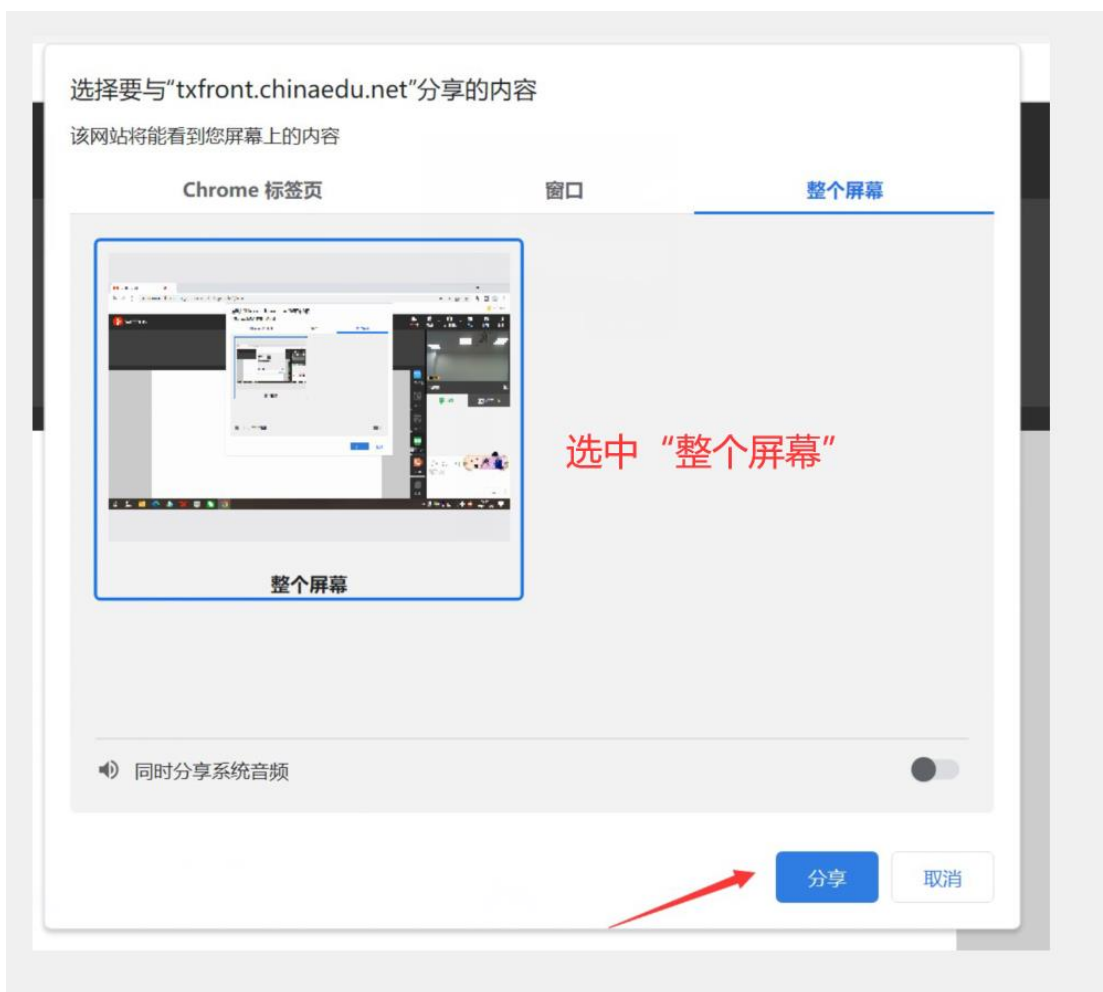 选择要与“txfront.chinaedu.net”分享的内容
该网站将能看到您屏幕上的内容
Chrome 标签页
窗口
整个屏幕
选中“整个屏幕”
整个屏幕
同时分享系统音频
分享
取消